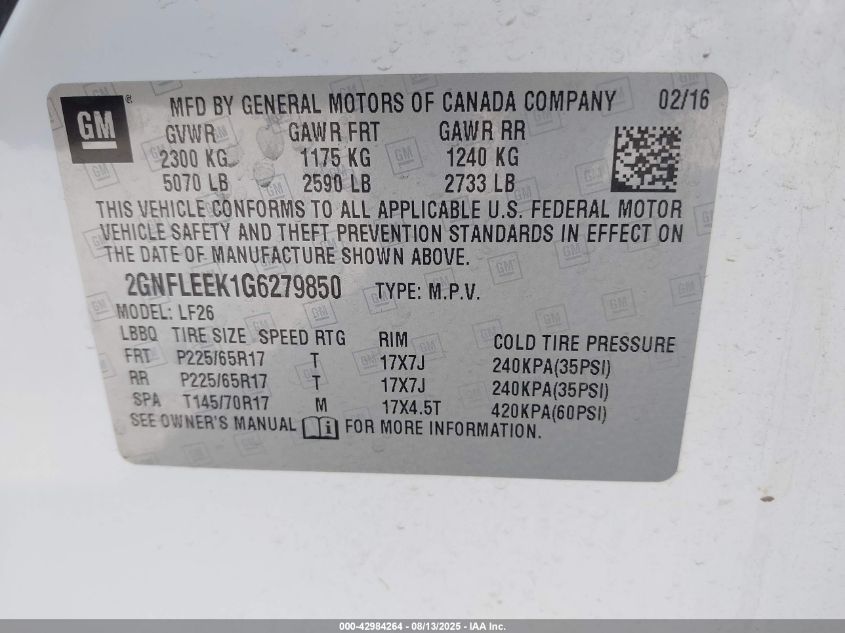 GM ® MFD BY GENERAL MOTORS OF CANADA COMPANY 02/16
GVWR GAWR FRT GAWR RR
2300 KG 1175 KG 1240 KG
5070 LB 2590 LB 2733 LB
THIS VEHICLE CONFORMS TO ALL APPLICABLE U.S. FEDERAL MOTOR
VEHICLE SAFETY AND THEFT PREVENTION STANDARDS IN EFFECT ON
THE DATE OF MANUFACTURE SHOWN ABOVE.
2GNFLEEK1G6279850 TYPE: M.P.V.
MODEL: LF26
LBBQ TIRE SIZE SPEED RTG RIM COLD TIRE PRESSURE
FRT P225/65R17 T 17X7J 240KPA(35PSI)
RR P225/65R17 T 17X7J 240KPA(35PSI)
SPA T145/70R17 M 17X4.5T 420KPA(60PSI)
SEE OWNER'S MANUAL i FOR MORE INFORMATION.
000-42984264 - 08/13/2025 - IAA Inc.